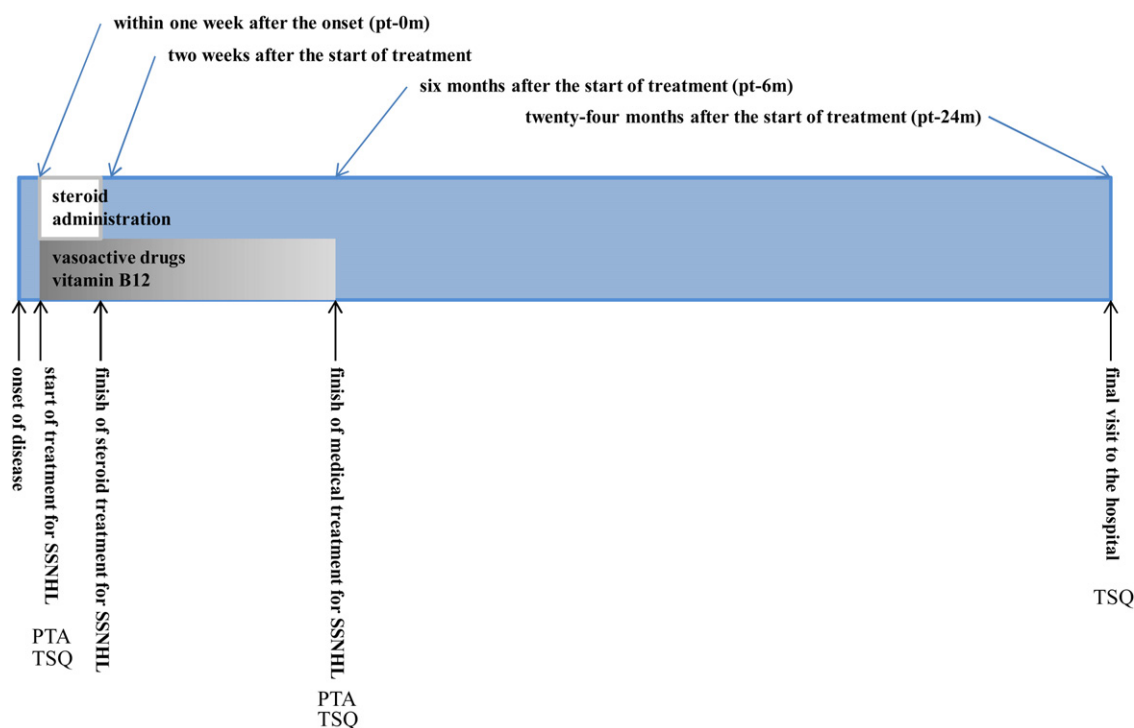 within one week after the onset (pt-0m)
two weeks after the start of treatment
six months after the start of treatment (pt-6m)
twenty-four months after the start of treatment (pt-24m)
steroid
administration
vasoactive drugs
vitamin B12
onset of disease
start of treatment for SSNHL
PTA
TSQ
finish of steroid treatment for SSNHL
finish of medical treatment for SSNHL
PTA
TSQ
final visit to the hospital
TSQ